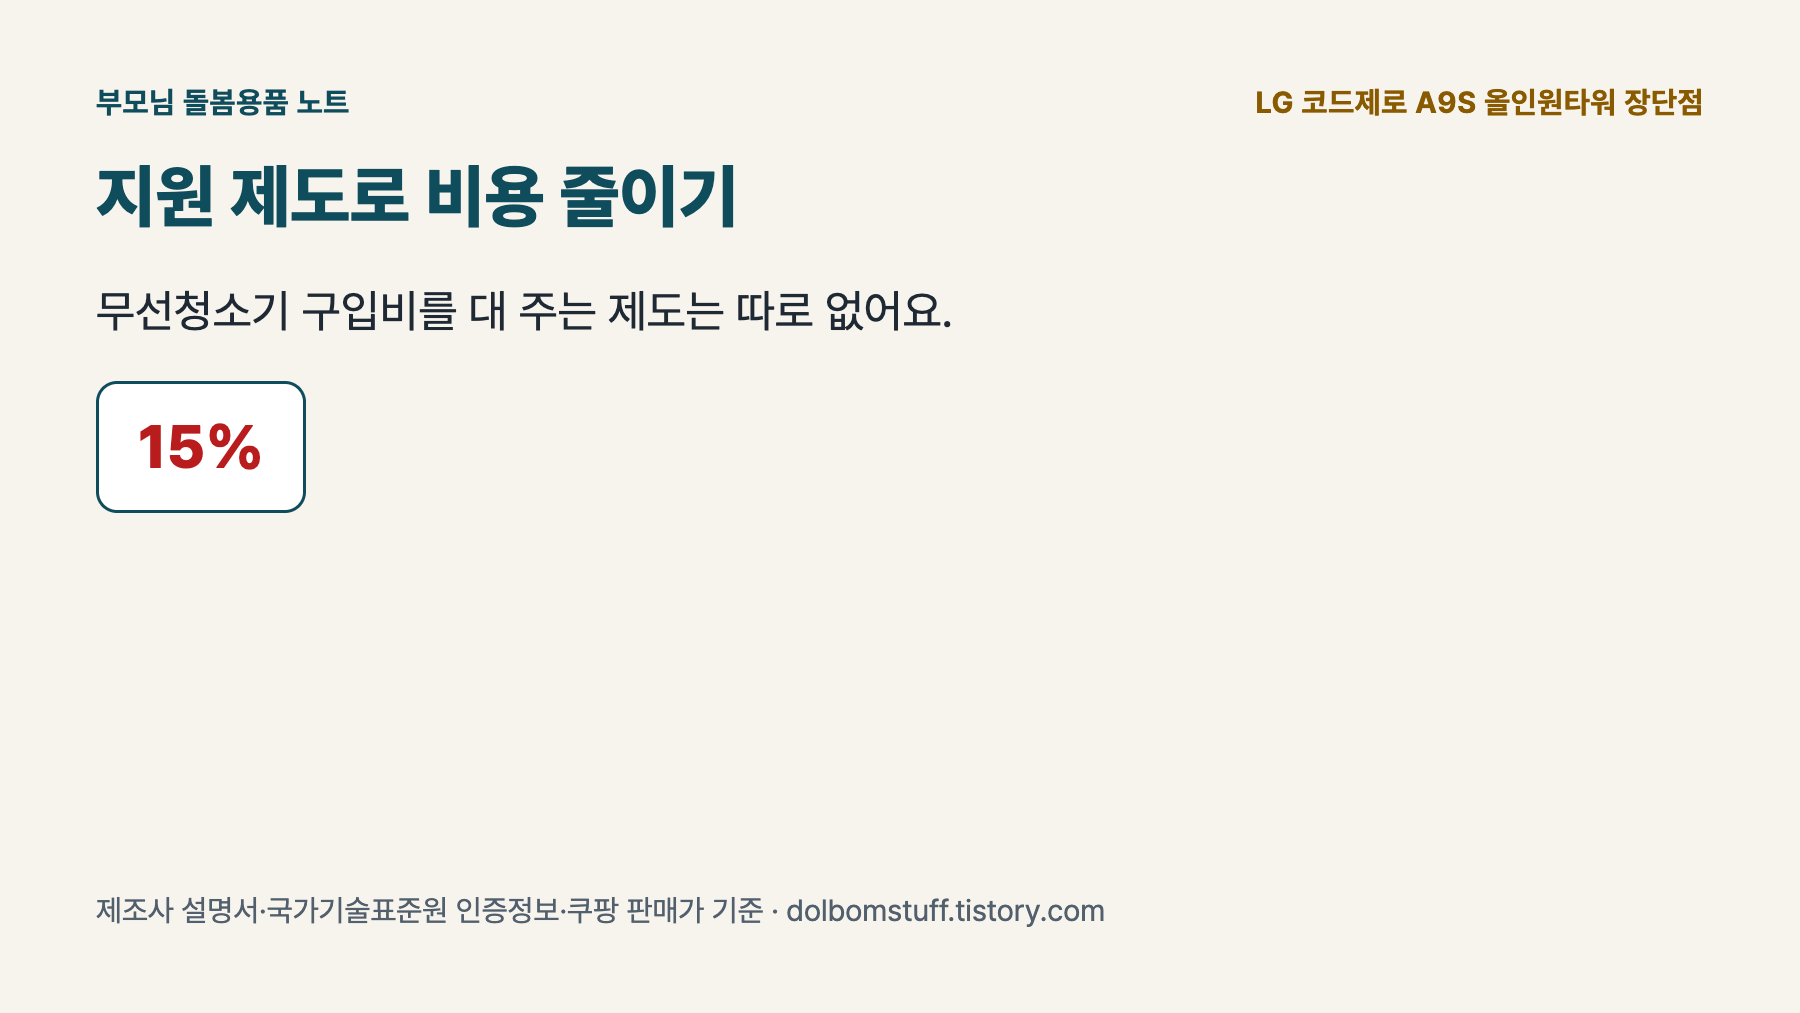 부모님 돌봄용품 노트
LG 코드제로 A9S 올인원타워 장단점
지원 제도로 비용 줄이기
무선청소기 구입비를 대 주는 제도는 따로 없어요.
15%
제조사 설명서·국가기술표준원 인증정보·쿠팡 판매가 기준 · dolbomstuff.tistory.com